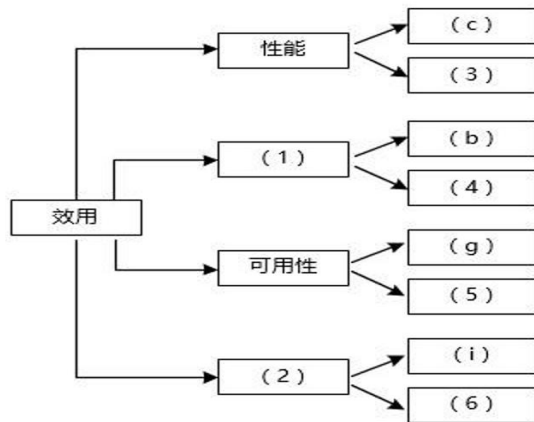 效用
性能
（c）
（3）
（1）
（b）
（4）
可用性
（g）
（5）
（2）
（i）
（6）